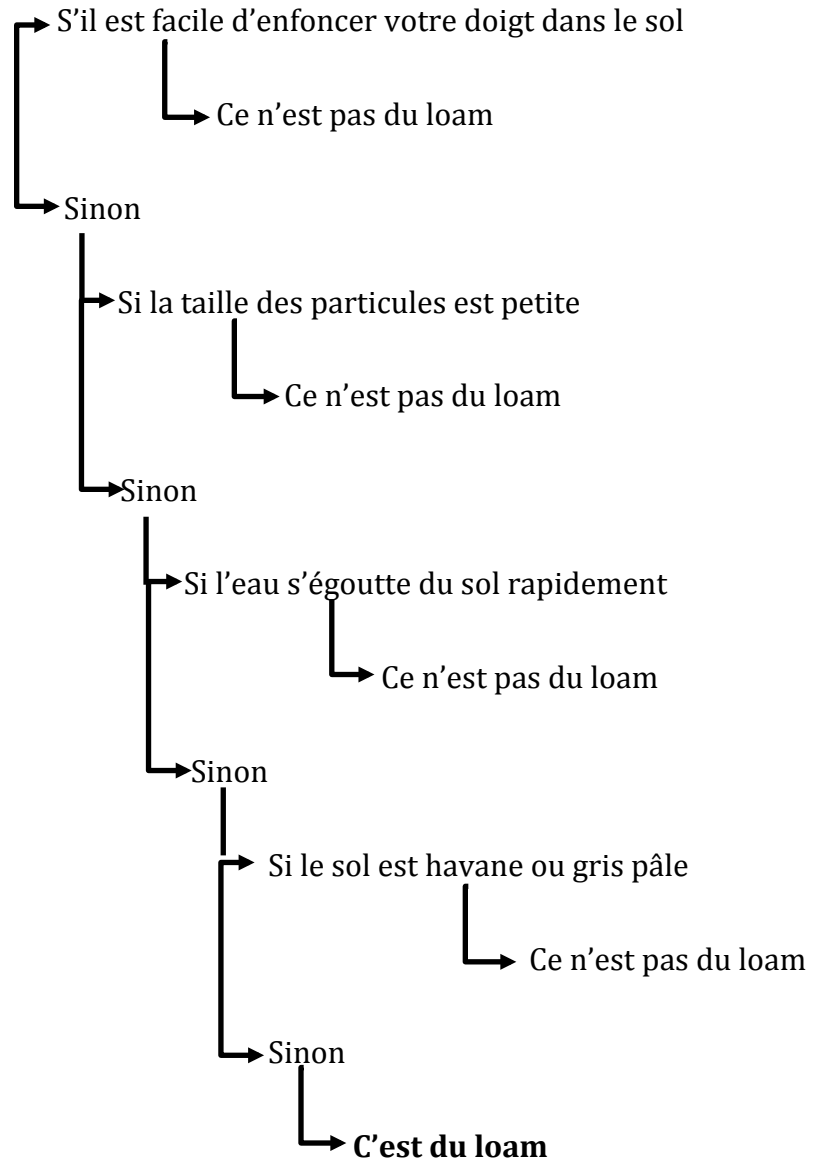 S’il est facile d’enfoncer votre doigt dans le sol
Ce n’est pas du loam
Sinon
Si la taille des particules est petite
Ce n’est pas du loam
Sinon
Si l’eau s’égoutte du sol rapidement
Ce n’est pas du loam
Sinon
Si le sol est havane ou gris pâle
Ce n’est pas du loam
Sinon
C’est du loam